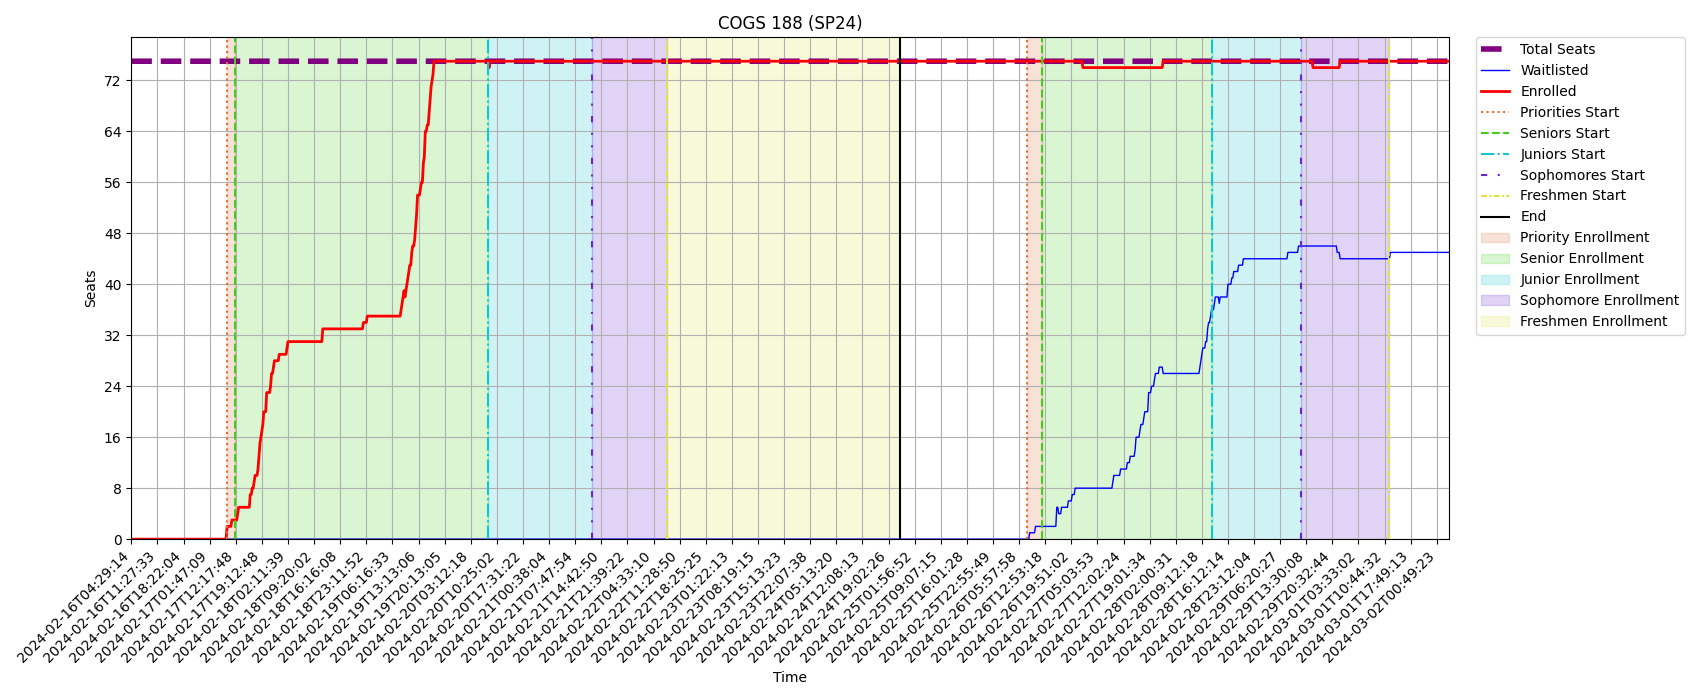 COGS 188 (SP24)
Total Seats
Waitlisted
Enrolled
Priorities Start
Seniors Start
Juniors Start
Sophomores Start
Freshmen Start
End
Priority Enrollment
Senior Enrollment
Junior Enrollment
Sophomore Enrollment
Freshmen Enrollment
Seats
72
64
56
48
40
32
24
16
8
0
2024-02-16T04:29:14
2024-02-16T11:27:33
2024-02-16T18:22:04
2024-02-17T01:47:09
2024-02-17T12:17:48
2024-02-17T19:12:48
2024-02-18T02:11:39
2024-02-18T09:20:02
2024-02-18T16:16:08
2024-02-18T23:11:52
2024-02-19T06:16:33
2024-02-19T13:13:06
2024-02-19T20:13:05
2024-02-20T03:12:18
2024-02-20T10:25:02
2024-02-20T17:31:22
2024-02-21T00:38:04
2024-02-21T07:47:54
2024-02-21T14:42:50
2024-02-21T21:39:22
2024-02-22T04:33:10
2024-02-22T11:28:50
2024-02-22T18:25:25
2024-02-23T01:22:13
2024-02-23T08:19:15
2024-02-23T15:13:23
2024-02-23T22:07:38
2024-02-24T05:13:20
2024-02-24T12:08:13
2024-02-24T19:02:26
2024-02-25T01:56:52
2024-02-25T09:07:15
2024-02-25T16:01:28
2024-02-25T22:55:49
2024-02-26T05:57:58
2024-02-26T12:53:18
2024-02-26T19:51:02
2024-02-27T05:03:53
2024-02-27T12:02:24
2024-02-27T19:01:34
2024-02-28T02:00:31
2024-02-28T09:12:18
2024-02-28T16:12:14
2024-02-28T23:12:04
2024-02-29T06:20:27
2024-02-29T13:30:08
2024-02-29T20:32:44
2024-03-01T03:33:02
2024-03-01T10:44:32
2024-03-01T17:49:13
2024-03-02T00:49:23
Time